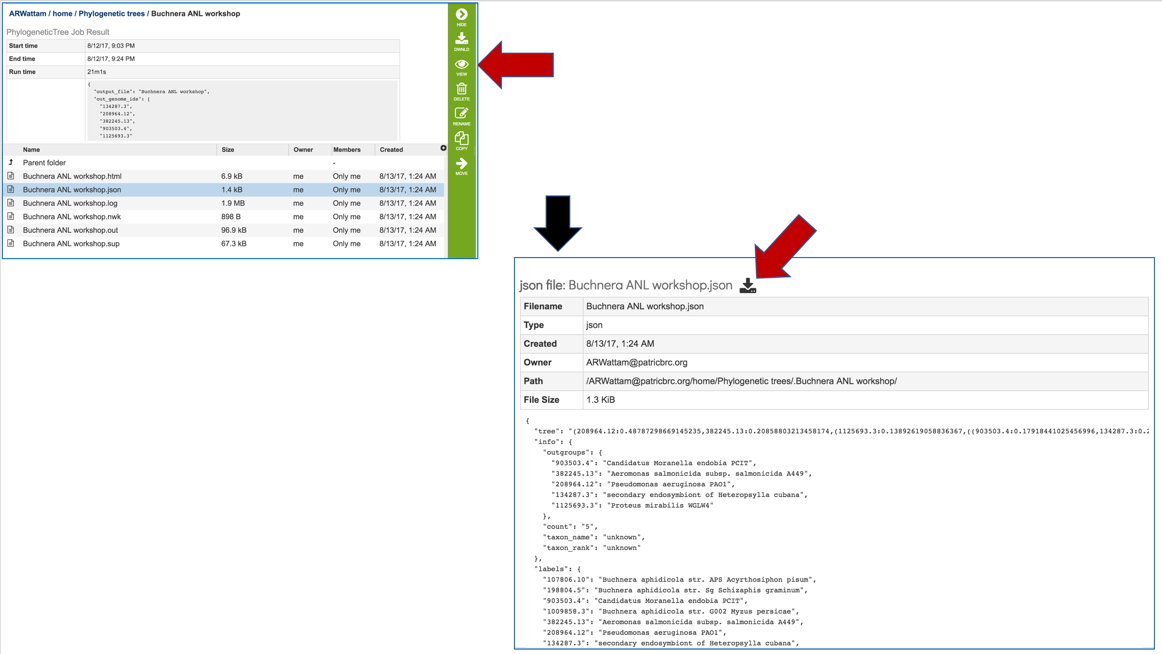 ARWattam / home / Phylogenetic trees / Buchnera ANL workshop
PhylogeneticTree Job Result
Start time 8/12/17, 9:03 PM
End time 8/12/17, 9:24 PM
Run time 21m1s
{
"output_file": "Buchnera ANL workshop",
"out_genome_ids": [
"134287.3",
"208964.12",
"382245.13",
"903503.4",
"1125693.3"
Name Size Owner Members Created
Parent folder -
Buchnera ANL workshop.html 6.9 kB me Only me 8/13/17, 1:24 AM
Buchnera ANL workshop.json 1.4 kB me Only me 8/13/17, 1:24 AM
Buchnera ANL workshop.log 1.9 MB me Only me 8/13/17, 1:24 AM
Buchnera ANL workshop.nwk 898 B me Only me 8/13/17, 1:24 AM
Buchnera ANL workshop.out 96.9 kB me Only me 8/13/17, 1:24 AM
Buchnera ANL workshop.sup 67.3 kB me Only me 8/13/17, 1:24 AM
HIDE
DWNLD
VIEW
DELETE
RENAME
COPY
MOVE
json file: Buchnera ANL workshop.json
Filename Buchnera ANL workshop.json
Type json
Created 8/13/17, 1:24 AM
Owner ARWattam@patricbrc.org
Path /ARWattam@patricbrc.org/home/Phylogenetic trees/.Buchnera ANL workshop/
File Size 1.3 KiB
{
"tree": "(208964.12:0.48787298669145235,382245.13:0.20858803213458174,(1125693.3:0.13892619058836367,((903503.4:0.17918441025456996,134287.3:0.2
"info": {
"outgroups": {
"903503.4": "Candidatus Moranella endobia PCIT",
"382245.13": "Aeromonas salmonicida subsp. salmonicida A449",
"208964.12": "Pseudomonas aeruginosa PAO1",
"134287.3": "secondary endosymbiont of Heteropsylla cubana",
"1125693.3": "Proteus mirabilis WGLW4"
},
"count": "5",
"taxon_name": "unknown",
"taxon_rank": "unknown"
},
"labels": {
"107806.10": "Buchnera aphidicola str. APS Acyrthosiphon pisum",
"198804.5": "Buchnera aphidicola str. Sg Schizaphis graminum",
"903503.4": "Candidatus Moranella endobia PCIT",
"1009858.3": "Buchnera aphidicola str. G002 Myzus persicae",
"382245.13": "Aeromonas salmonicida subsp. salmonicida A449",
"208964.12": "Pseudomonas aeruginosa PAO1",
"134287.3": "secondary endosymbiont of Heteropsylla cubana",